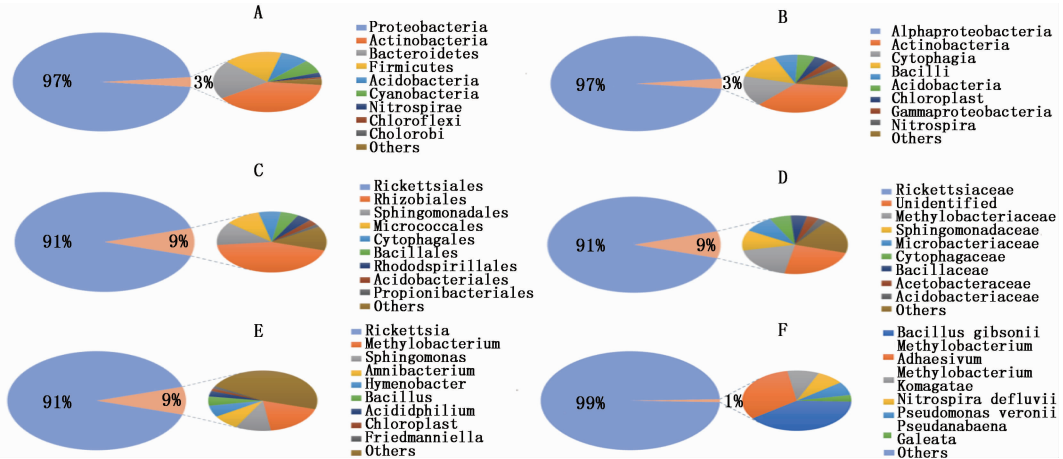 A
97%
3%
Proteobacteria
Actinobacteria
Bacteroidetes
Firmicutes
Acidobacteria
Cyanobacteria
Nitrospirae
Chloroflexi
Cholorobi
Others
B
97%
3%
Alphaproteobacteria
Actinobacteria
Cytophagia
Bacilli
Acidobacteria
Chloroplast
Gammaproteobacteria
Nitrospira
Others
C
91%
9%
Rickettsiales
Rhizobiales
Sphingomonadales
Micrococcales
Cytophagales
Bacillales
Rhododspirillales
Acidobacteriales
Propionibacteriales
Others
D
91%
9%
Rickettsiaceae
Unidentified
Methylobacteriaceae
Sphingomonadaceae
Microbacteriaceae
Cytophagaceae
Bacillaceae
Acetobacteraceae
Acidobacteriaceae
Others
E
91%
9%
Rickettsia
Methylobacterium
Sphingomonas
Amnibacterium
Hymenobacter
Bacillus
Acididphilium
Chloroplast
Friedmanniella
Others
F
99%
1%
Bacillus gibsonii
Methylobacterium
Adhaesivum
Methylobacterium
Komagatae
Nitrospira defluvii
Pseudomonas veronii
Pseudanabaena
Galeata
Others